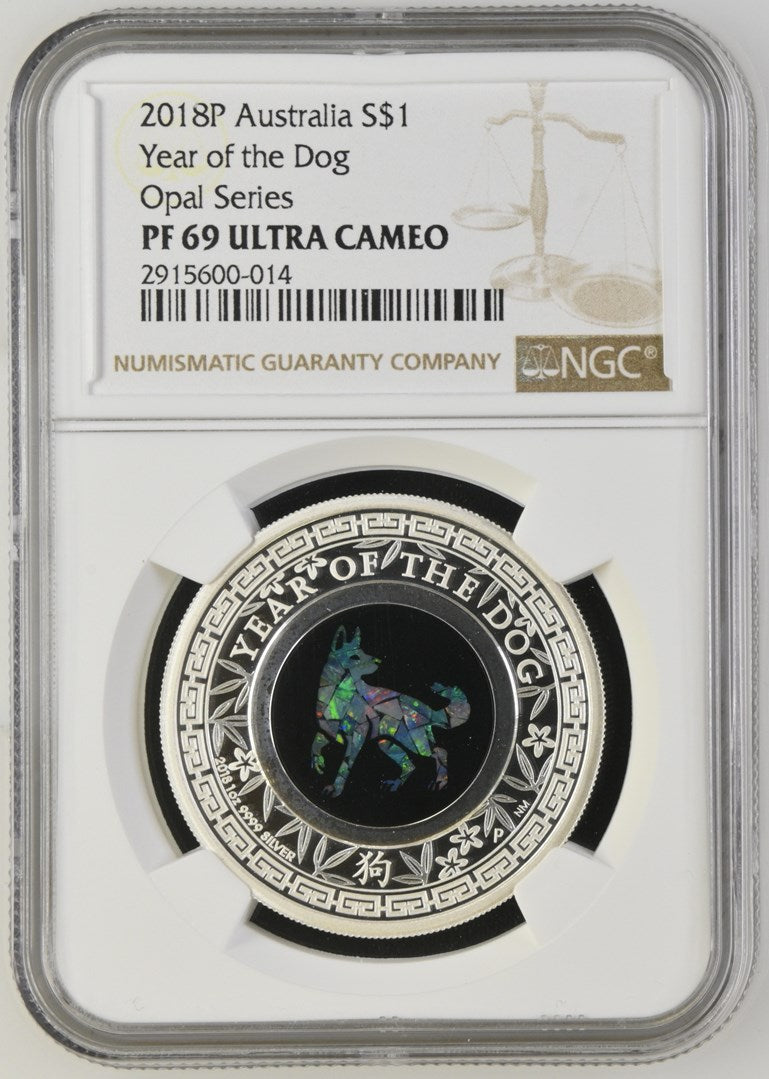 2018P Australia S$1
Year of the Dog
Opal Series
PF 69 ULTRA CAMEO
2915600-014
NUMISMATIC GUARANTY COMPANY
NGC®
YEAR OF THE DOG
2018 1oz 9999 SILVER
狗
P
NM